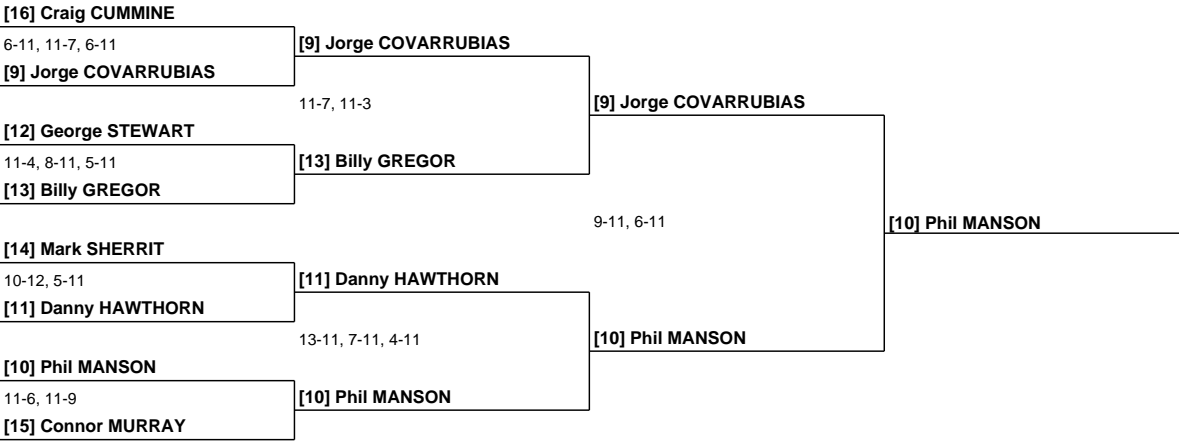 [16] Craig CUMMINE
6-11, 11-7, 6-11
[9] Jorge COVARRUBIAS
[9] Jorge COVARRUBIAS
11-7, 11-3
[9] Jorge COVARRUBIAS
[12] George STEWART
11-4, 8-11, 5-11
[13] Billy GREGOR
[13] Billy GREGOR
9-11, 6-11
[10] Phil MANSON
[14] Mark SHERRIT
10-12, 5-11
[11] Danny HAWTHORN
[11] Danny HAWTHORN
13-11, 7-11, 4-11
[10] Phil MANSON
[10] Phil MANSON
11-6, 11-9
[10] Phil MANSON
[15] Connor MURRAY